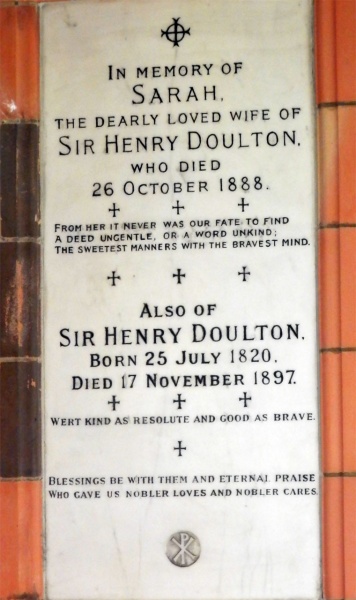 IN MEMORY OF
SARAH,
THE DEARLY LOVED WIFE OF
SIR HENRY DOULTON,
WHO DIED
26 OCTOBER 1888.
FROM HER IT NEVER WAS OUR FATE TO FIND
A DEED UNGENTLE, OR A WORD UNKIND;
THE SWEETEST MANNERS WITH THE BRAVEST MIND.
ALSO OF
SIR HENRY DOULTON,
BORN 25 JULY 1820,
DIED 17 NOVEMBER 1897.
WERT KIND AS RESOLUTE AND GOOD AS BRAVE.
BLESSINGS BE WITH THEM AND ETERNAL PRAISE
WHO GAVE US NOBLER LOVES AND NOBLER CARES.